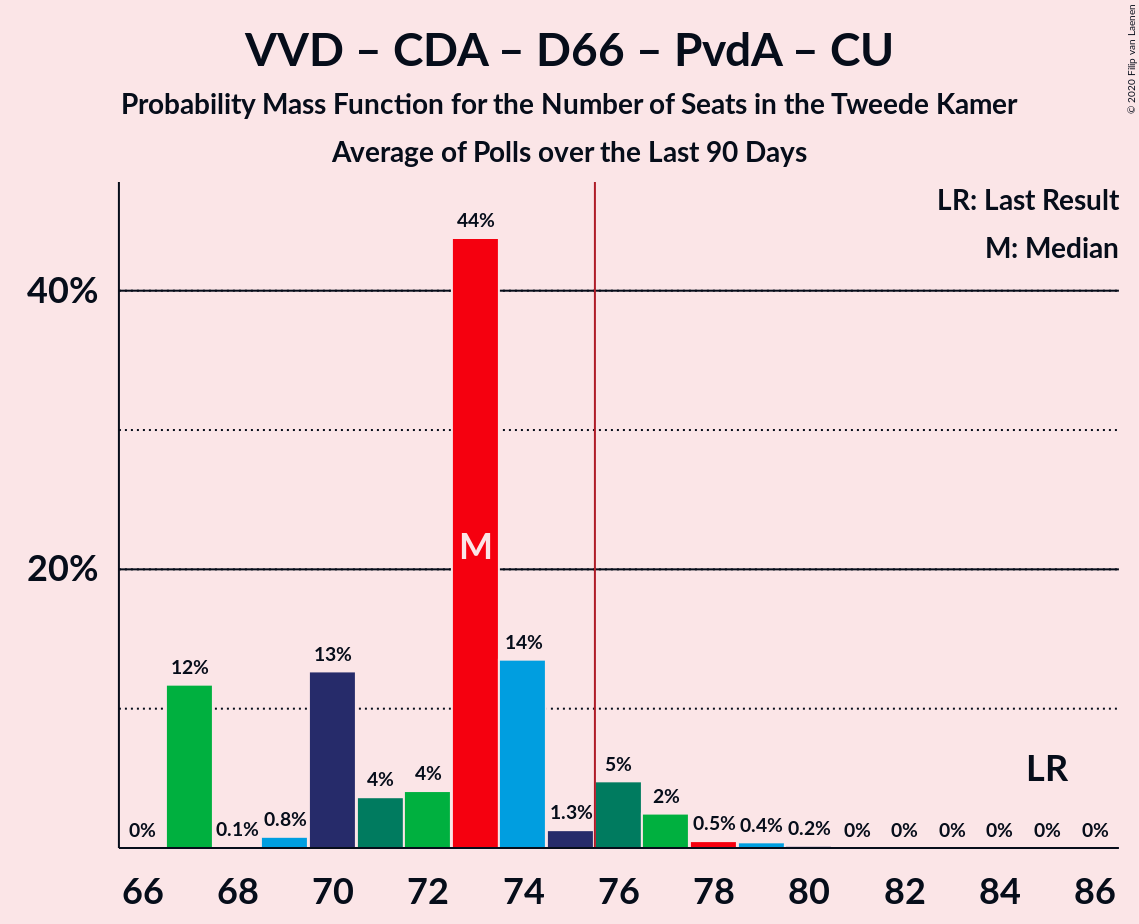 VVD – CDA – D66 – PvdA – CU
Probability Mass Function for the Number of Seats in the Tweede Kamer
Average of Polls over the Last 90 Days
© 2020 Filip van Laenen
LR: Last Result
M: Median
40%
20%
0%
12%
0.1%
0.8%
13%
4%
4%
44%
M
14%
1.3%
5%
2%
0.5%
0.4%
0.2%
0%
0%
0%
0%
0%
0%
LR
66 68 70 72 74 76 78 80 82 84 86